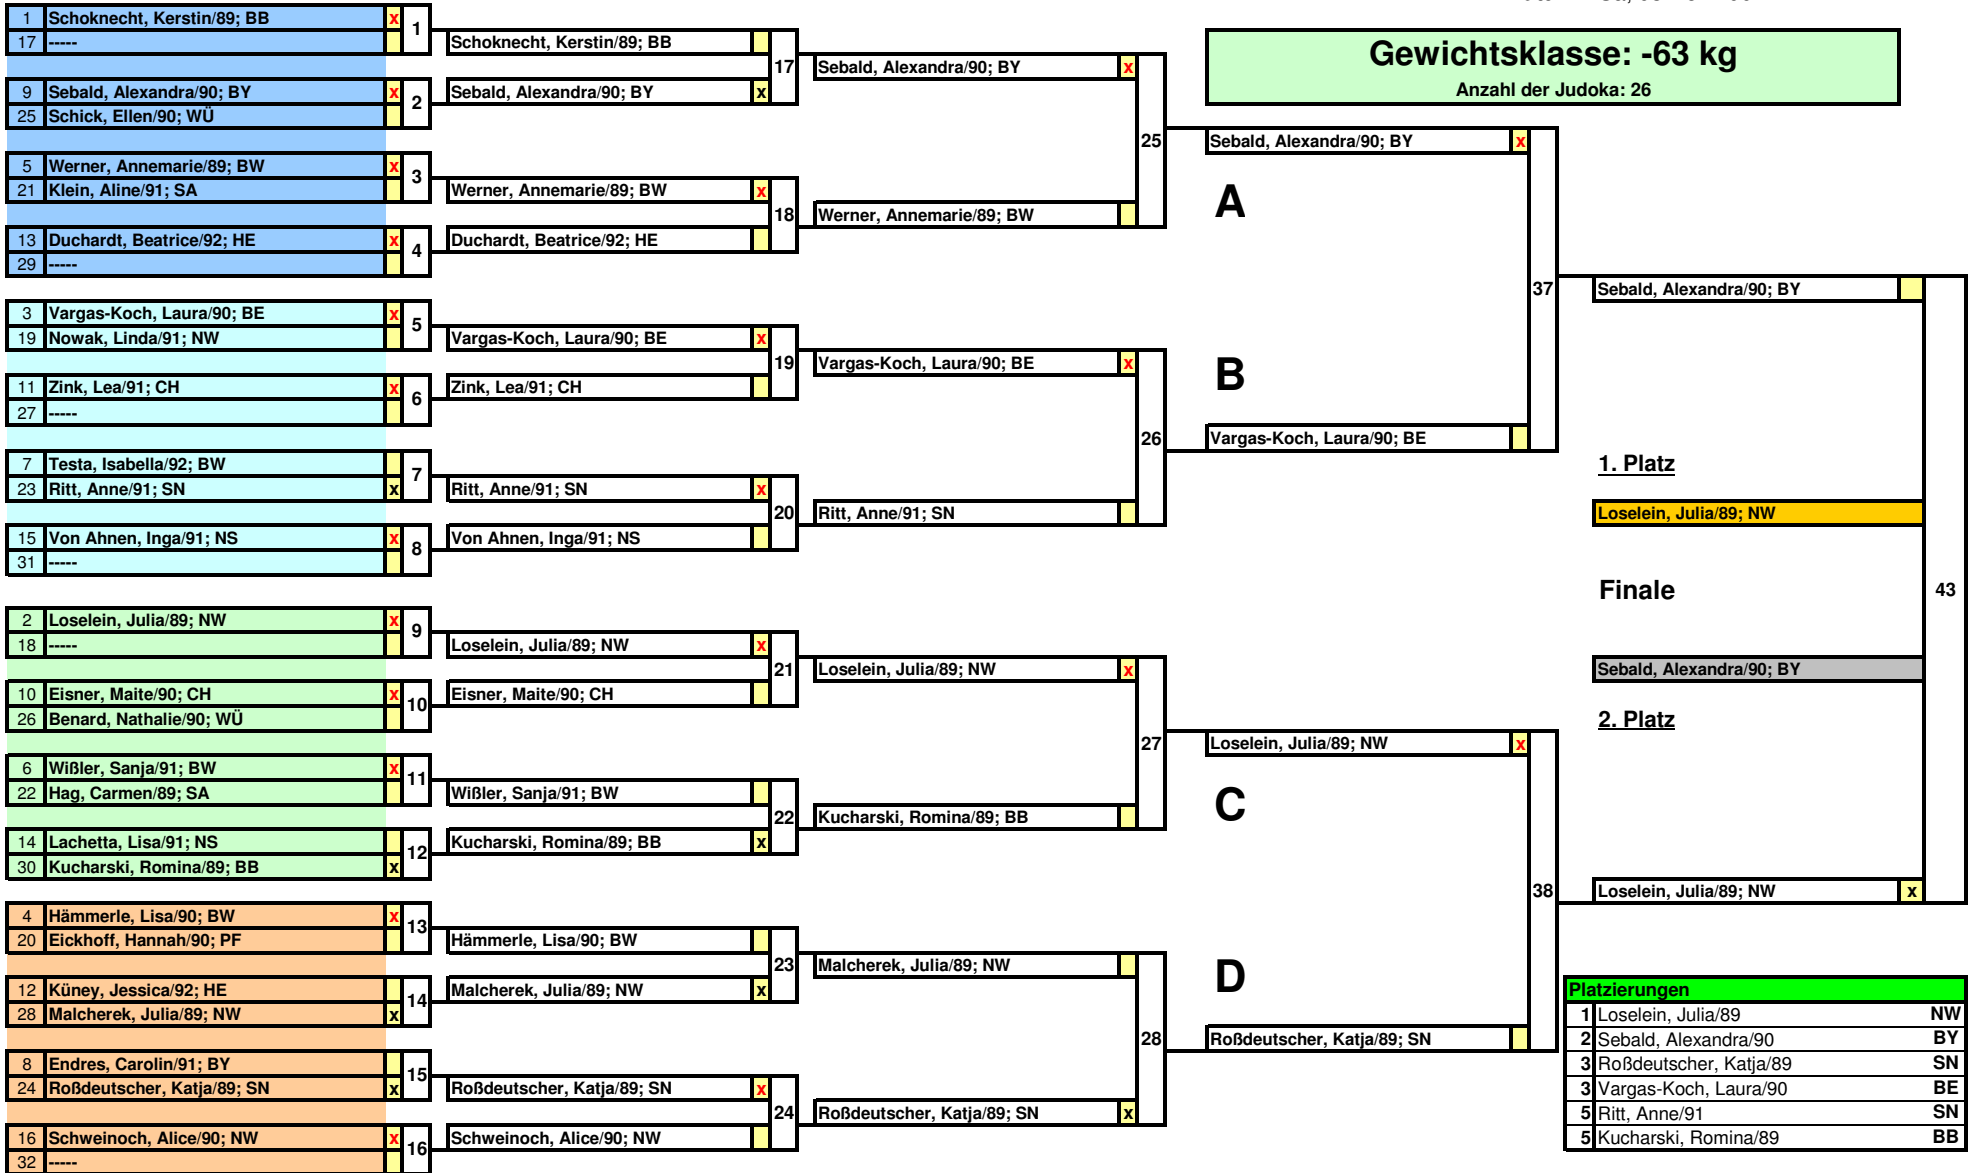 Gewichtsklasse: -63 kg
Anzahl der Judoka: 26
1 Schoknecht, Kerstin/89; BB x
17 -----
1
9 Sebald, Alexandra/90; BY x
25 Schick, Ellen/90; WÜ
2
5 Werner, Annemarie/89; BW x
21 Klein, Aline/91; SA
3
13 Duchardt, Beatrice/92; HE x
29 -----
4
3 Vargas-Koch, Laura/90; BE x
19 Nowak, Linda/91; NW
5
11 Zink, Lea/91; CH x
27 -----
6
7 Testa, Isabella/92; BW
23 Ritt, Anne/91; SN x
7
15 Von Ahnen, Inga/91; NS x
31 -----
8
2 Loselein, Julia/89; NW x
18 -----
9
10 Eisner, Maite/90; CH x
26 Benard, Nathalie/90; WÜ
10
6 Wißler, Sanja/91; BW x
22 Hag, Carmen/89; SA
11
14 Lachetta, Lisa/91; NS
30 Kucharski, Romina/89; BB x
12
4 Hämmerle, Lisa/90; BW x
20 Eickhoff, Hannah/90; PF
13
12 Küney, Jessica/92; HE
28 Malcherek, Julia/89; NW x
14
8 Endres, Carolin/91; BY
24 Roßdeutscher, Katja/89; SN x
15
16 Schweinoch, Alice/90; NW x
32 -----
16
Schoknecht, Kerstin/89; BB
Sebald, Alexandra/90; BY x
17
Werner, Annemarie/89; BW x
Duchardt, Beatrice/92; HE
18
Vargas-Koch, Laura/90; BE x
Zink, Lea/91; CH
19
Ritt, Anne/91; SN x
Von Ahnen, Inga/91; NS
20
Loselein, Julia/89; NW x
Eisner, Maite/90; CH
21
Wißler, Sanja/91; BW
Kucharski, Romina/89; BB x
22
Hämmerle, Lisa/90; BW
Malcherek, Julia/89; NW x
23
Roßdeutscher, Katja/89; SN x
Schweinoch, Alice/90; NW
24
Sebald, Alexandra/90; BY x
Werner, Annemarie/89; BW
25
Vargas-Koch, Laura/90; BE x
Ritt, Anne/91; SN
26
Loselein, Julia/89; NW x
Kucharski, Romina/89; BB
27
Malcherek, Julia/89; NW
Roßdeutscher, Katja/89; SN x
28
Sebald, Alexandra/90; BY x
A
B
Vargas-Koch, Laura/90; BE
37
Loselein, Julia/89; NW x
C
D
Roßdeutscher, Katja/89; SN
38
Sebald, Alexandra/90; BY
1. Platz
Loselein, Julia/89; NW
Finale
43
Sebald, Alexandra/90; BY
2. Platz
Loselein, Julia/89; NW x
Platzierungen
1 Loselein, Julia/89 NW
2 Sebald, Alexandra/90 BY
3 Roßdeutscher, Katja/89 SN
3 Vargas-Koch, Laura/90 BE
5 Ritt, Anne/91 SN
5 Kucharski, Romina/89 BB